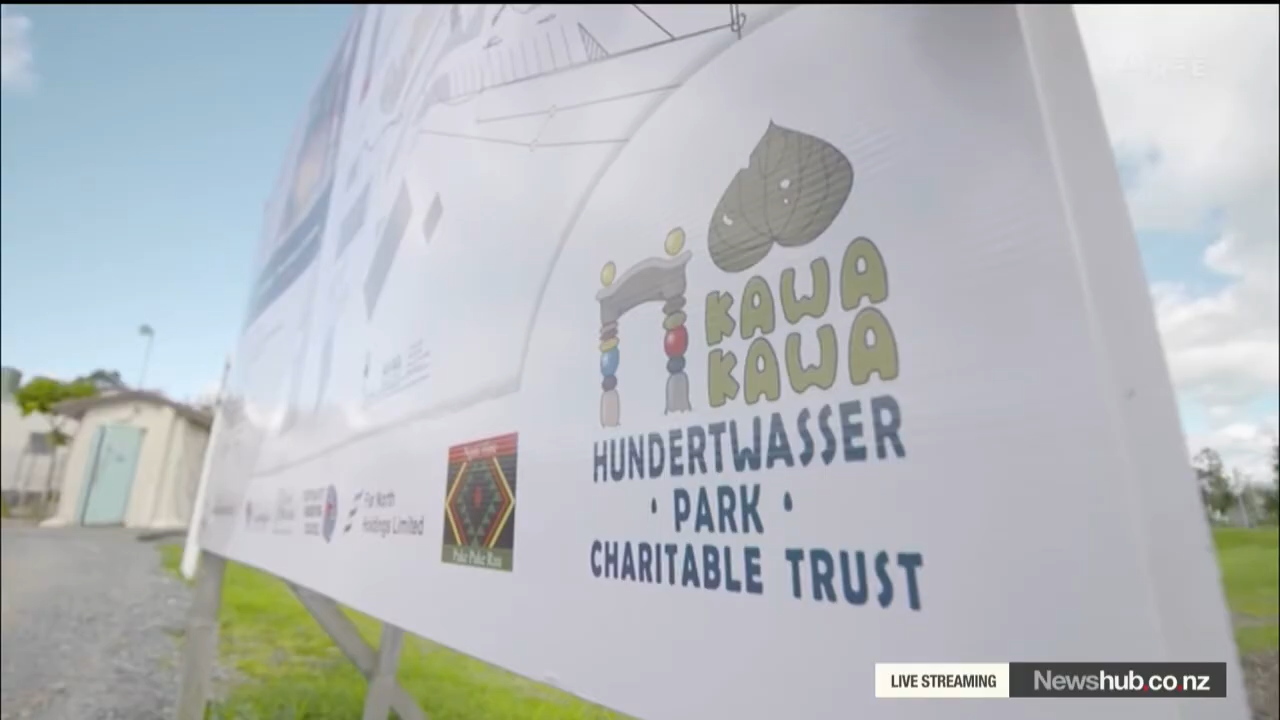 KAWA
KAWA
HUNDERTWASSER
• PARK •
CHARITABLE TRUST
Far North
Holdings Limited
LIVE STREAMING
Newshub.co.nz